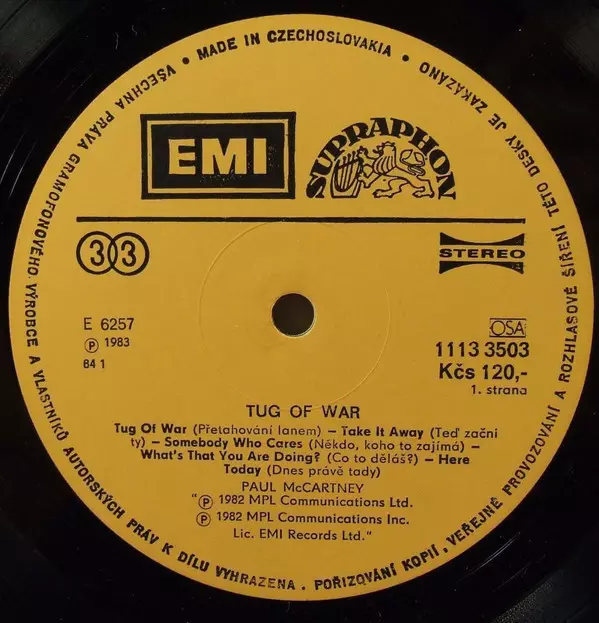 VŠECHNA PRÁVA GRAMOFONOVÉHO VÝROBCE A VLASTNÍKŮ AUTORSKÝCH PRÁV K DÍLU VYHRAZENA. POŘIZOVÁNÍ KOPIÍ, VEŘEJNÉ PROVOZOVÁNÍ A ROZHLASOVÉ ŠÍŘENÍ TÉTO DESKY JE ZAKÁZÁNO • MADE IN CZECHOSLOVAKIA •
EMI
SUPRAPHON
33
STEREO
E 6257
Ⓟ 1983
84 1
OSA
1113 3503
Kčs 120,-
1. strana
TUG OF WAR
Tug Of War (Přetahování lanem) – Take It Away (Teď začni
ty) – Somebody Who Cares (Někdo, koho to zajímá) –
What's That You Are Doing? (Co to děláš?) – Here
Today (Dnes právě tady)
PAUL McCARTNEY
"Ⓟ 1982 MPL Communications Ltd.
Ⓟ 1982 MPL Communications Inc.
Lic. EMI Records Ltd."